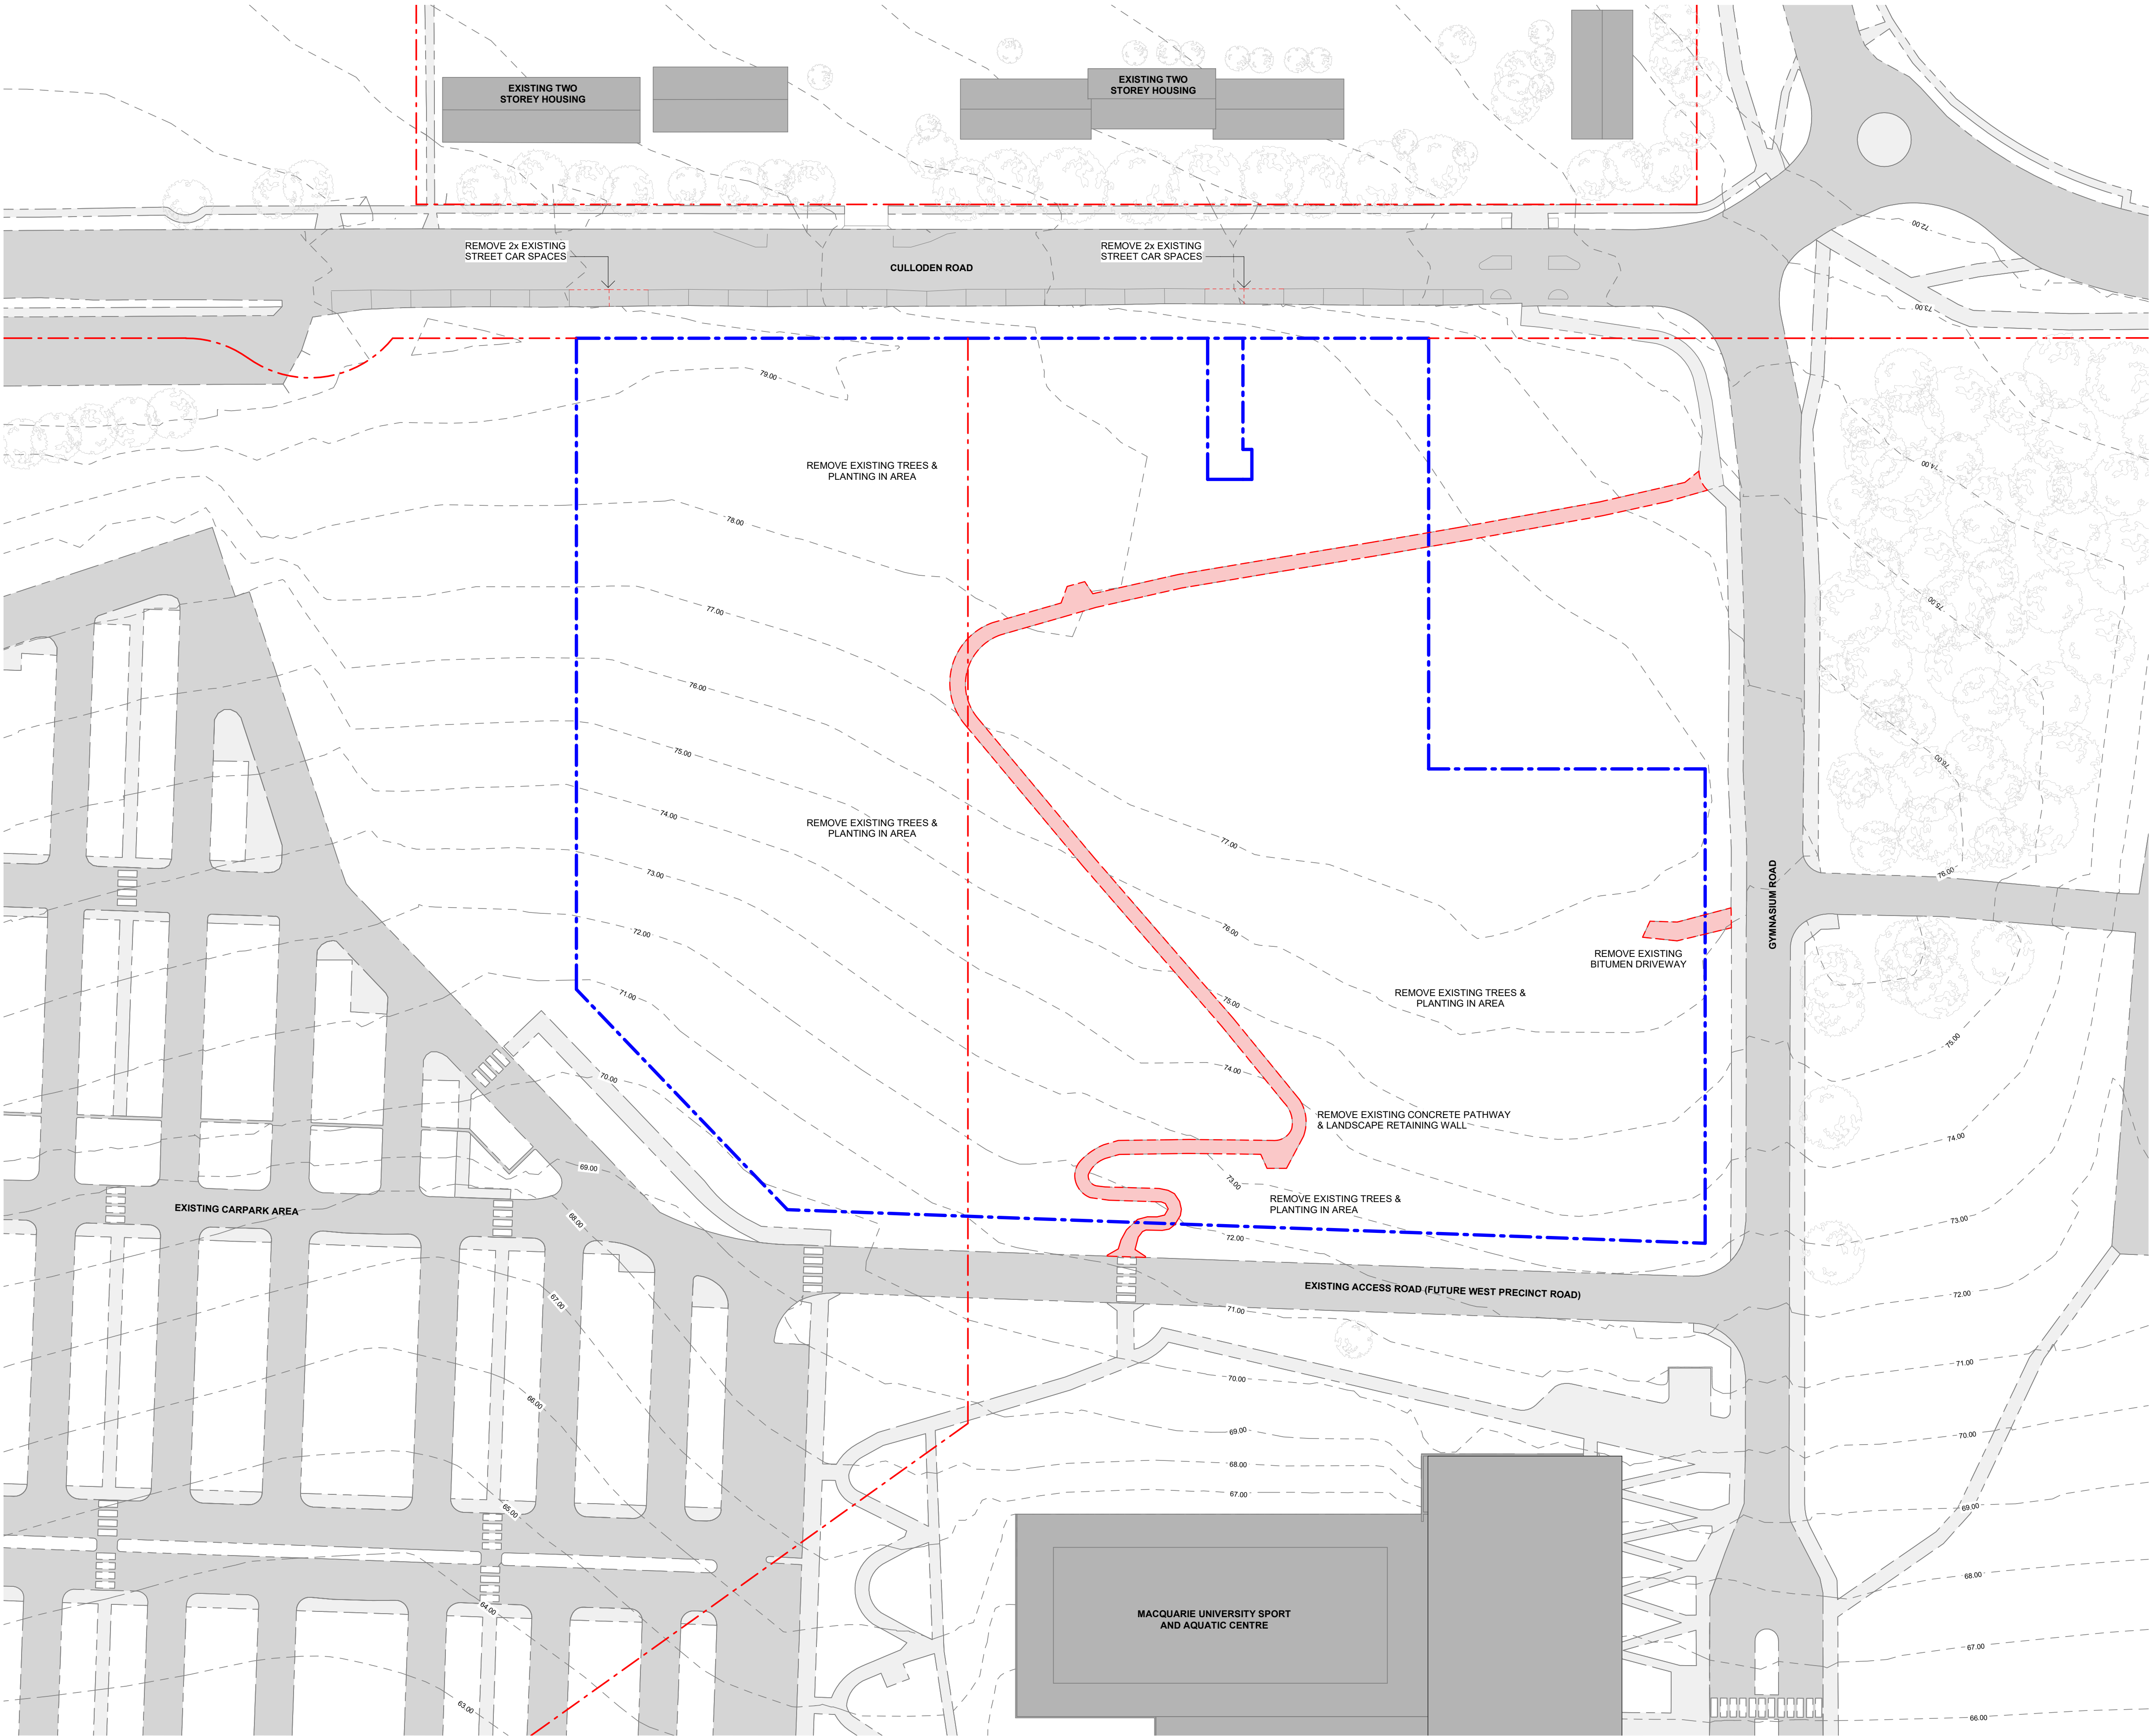 EXISTING TWO
STOREY HOUSING
EXISTING TWO
STOREY HOUSING
REMOVE 2x EXISTING
STREET CAR SPACES
CULLODEN ROAD
REMOVE 2x EXISTING
STREET CAR SPACES
72.00
73.00
79.00
REMOVE EXISTING TREES &
PLANTING IN AREA
74.00
78.00
77.00
75.00
76.00
75.00
76.00
74.00
REMOVE EXISTING TREES &
PLANTING IN AREA
77.00
73.00
76.00
GYMNASIUM ROAD
72.00
76.00
REMOVE EXISTING
BITUMEN DRIVEWAY
71.00
75.00
REMOVE EXISTING TREES &
PLANTING IN AREA
75.00
70.00
74.00
REMOVE EXISTING CONCRETE PATHWAY
& LANDSCAPE RETAINING WALL
74.00
69.00
73.00
REMOVE EXISTING TREES &
PLANTING IN AREA
EXISTING CARPARK AREA
68.00
72.00
73.00
67.00
71.00
EXISTING ACCESS ROAD (FUTURE WEST PRECINCT ROAD)
72.00
66.00
70.00
71.00
69.00
70.00
68.00
65.00
67.00
69.00
64.00
68.00
MACQUARIE UNIVERSITY SPORT
AND AQUATIC CENTRE
67.00
63.00
66.00